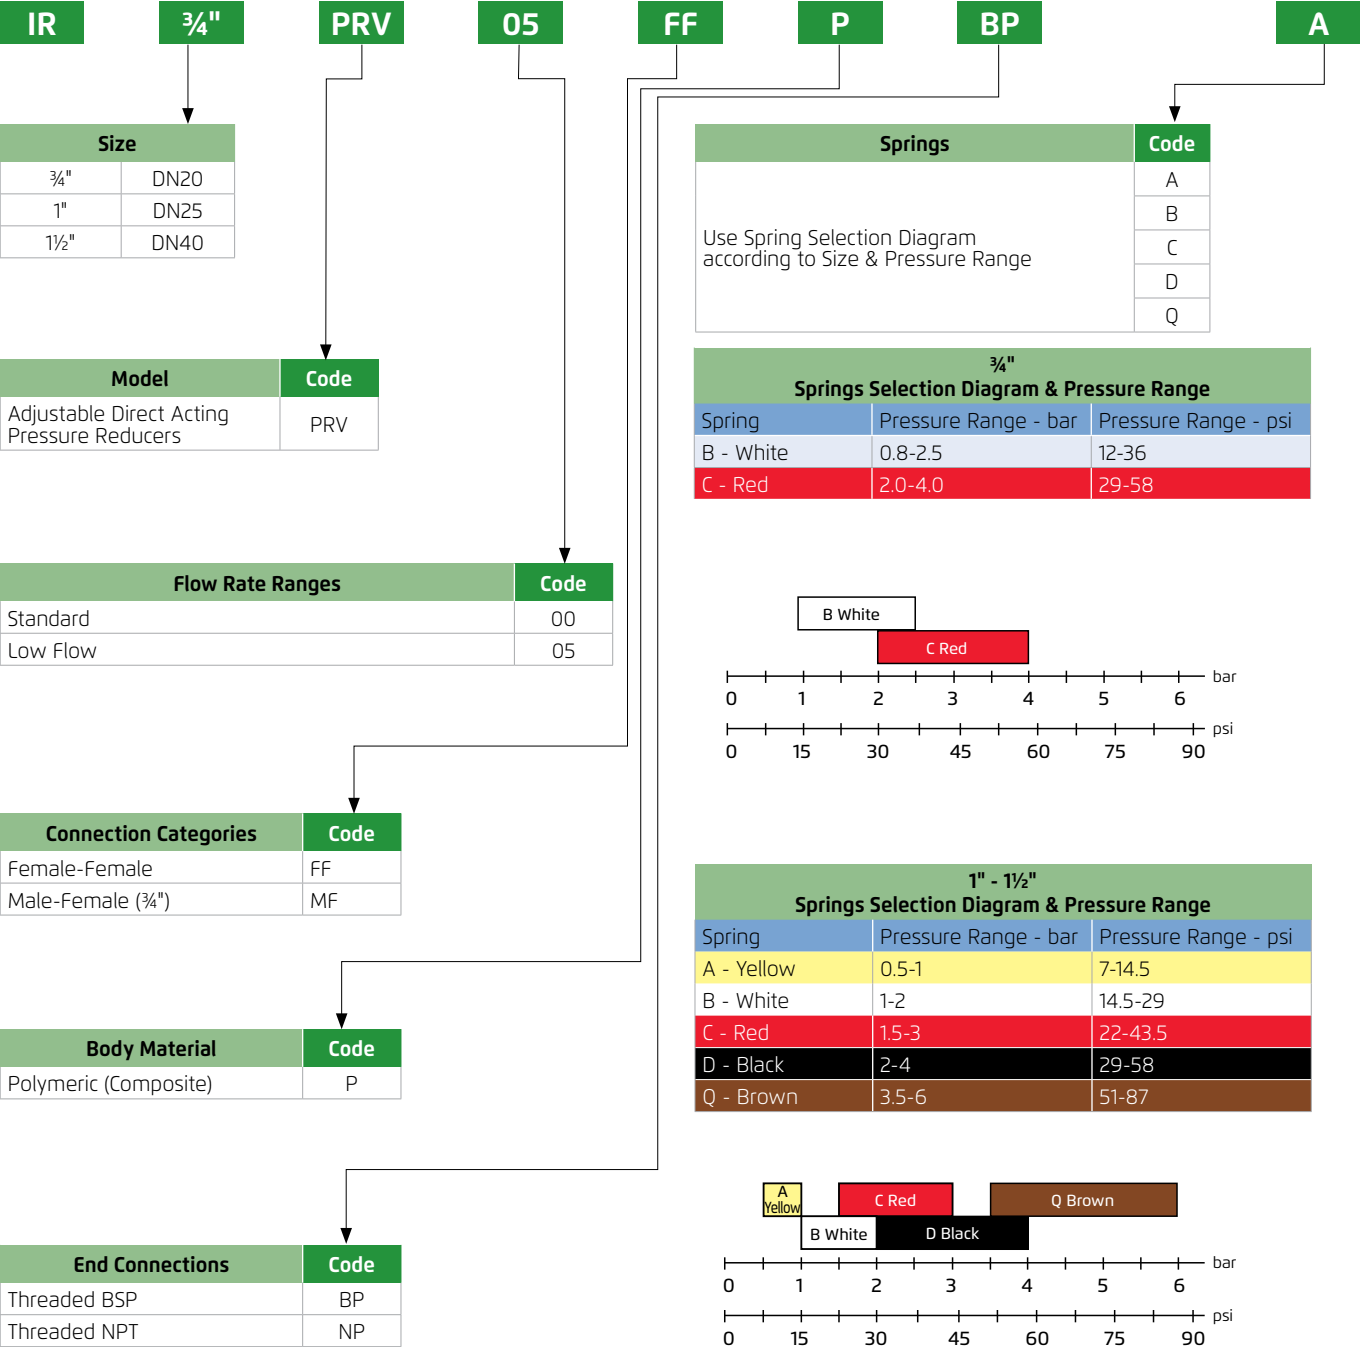 IR ¾" PRV 05 FF P BP A
Size
¾" DN20
1" DN25
1½" DN40
Model Code
Adjustable Direct Acting
Pressure Reducers
PRV
Flow Rate Ranges Code
Standard 00
Low Flow 05
Connection Categories Code
Female-Female FF
Male-Female (¾") MF
Body Material Code
Polymeric (Composite) P
End Connections Code
Threaded BSP BP
Threaded NPT NP
Springs Code
Use Spring Selection Diagram
according to Size & Pressure Range
A
B
C
D
Q
¾"
Springs Selection Diagram & Pressure Range
Spring Pressure Range - bar Pressure Range - psi
B - White 0.8-2.5 12-36
C - Red 2.0-4.0 29-58
B White
C Red
bar
0 1 2 3 4 5 6
psi
0 15 30 45 60 75 90
1" - 1½"
Springs Selection Diagram & Pressure Range
Spring Pressure Range - bar Pressure Range - psi
A - Yellow 0.5-1 7-14.5
B - White 1-2 14.5-29
C - Red 1.5-3 22-43.5
D - Black 2-4 29-58
Q - Brown 3.5-6 51-87
A
Yellow
C Red
Q Brown
B White
D Black
bar
0 1 2 3 4 5 6
psi
0 15 30 45 60 75 90